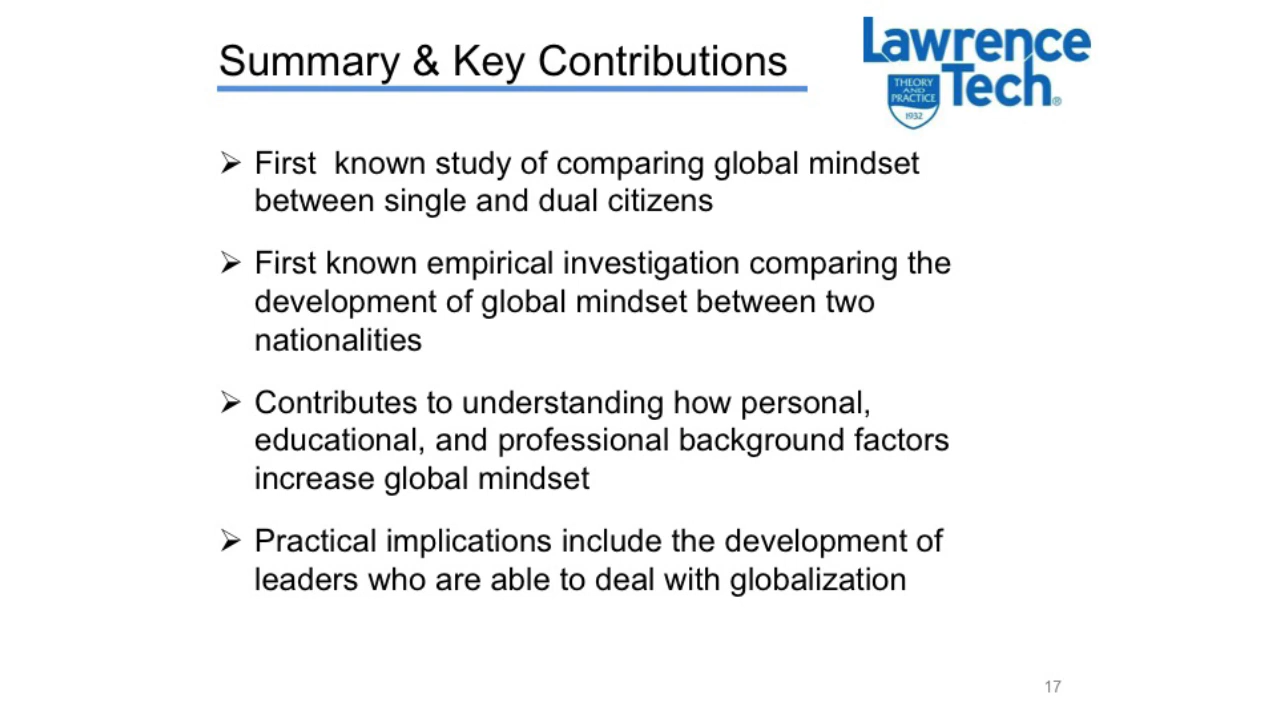 Summary & Key Contributions
Lawrence
Tech®
THEORY
AND
PRACTICE
1932
➢ First  known study of comparing global mindset
between single and dual citizens
➢ First known empirical investigation comparing the
development of global mindset between two
nationalities
➢ Contributes to understanding how personal,
educational, and professional background factors
increase global mindset
➢ Practical implications include the development of
leaders who are able to deal with globalization
17